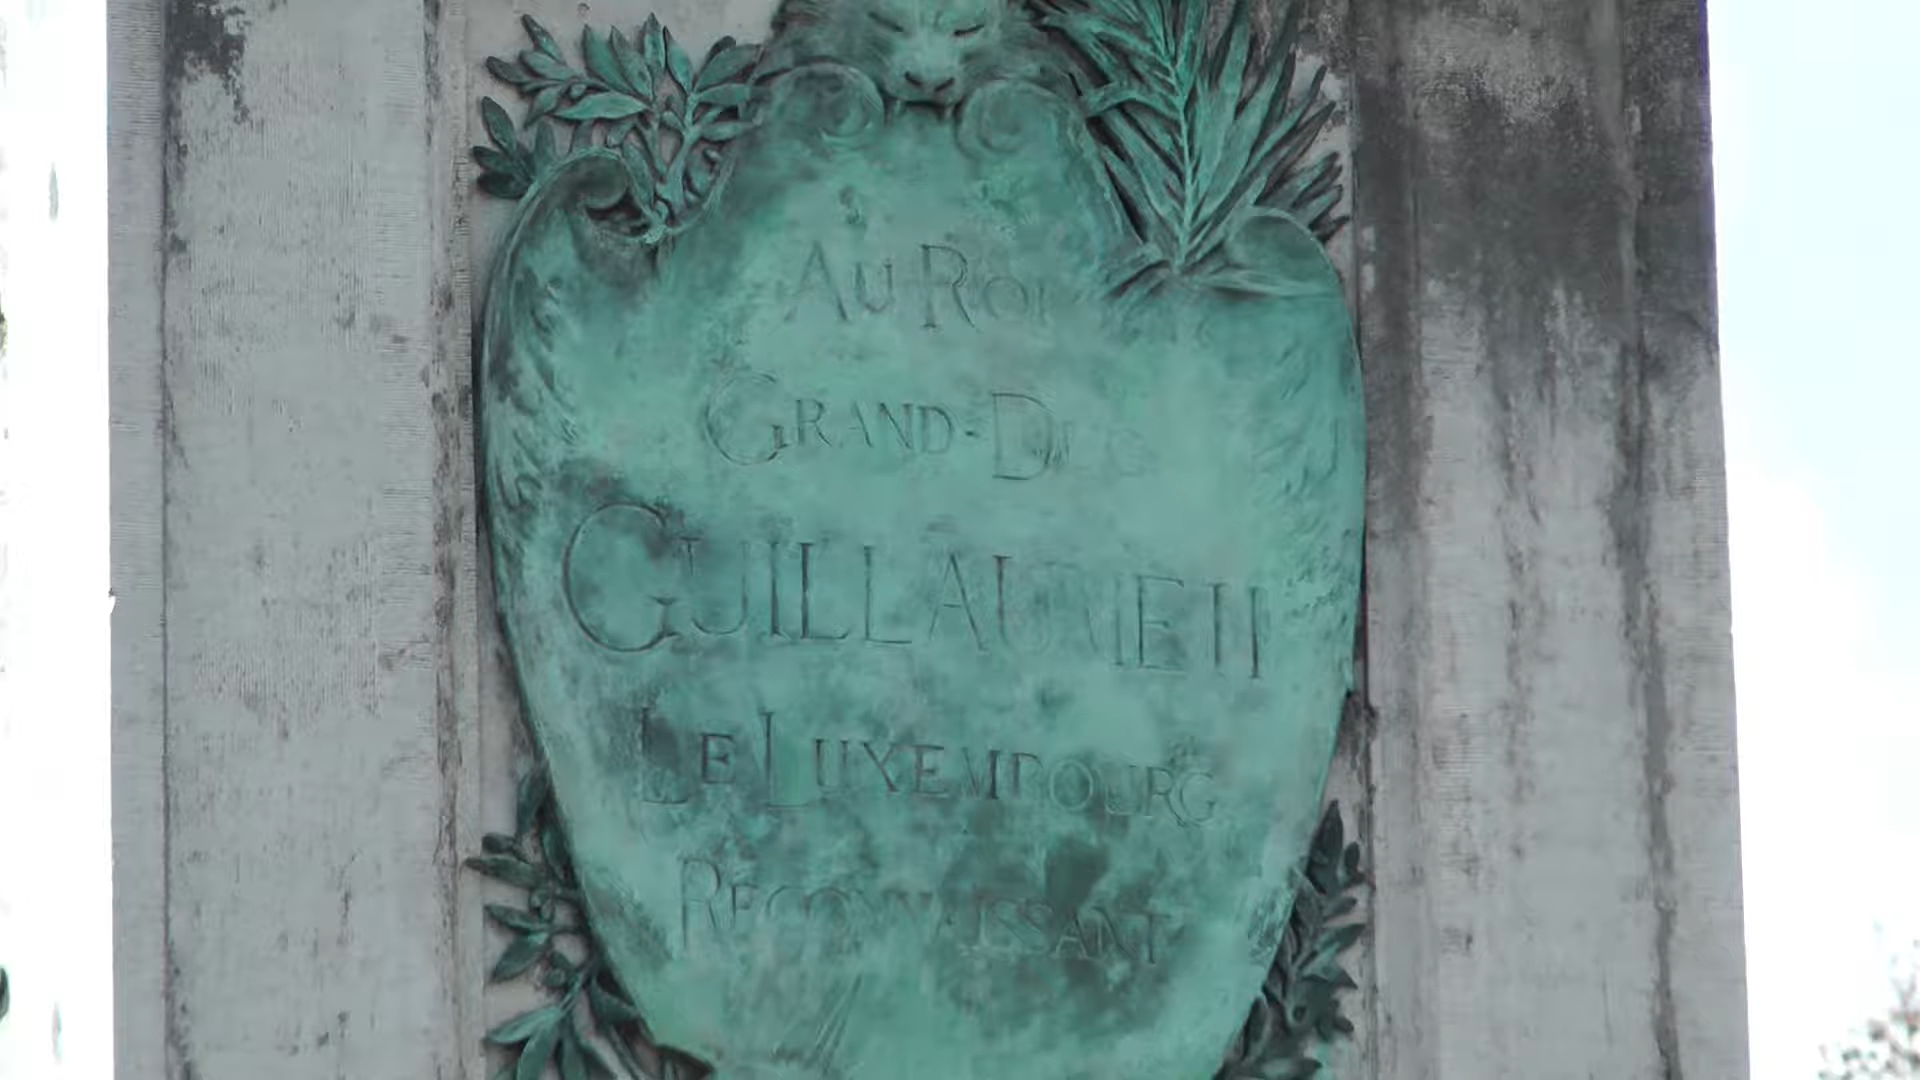 AU ROI
GRAND-DUC
GUILLAUME II
LE LUXEMBOURG
RECONNAISSANT